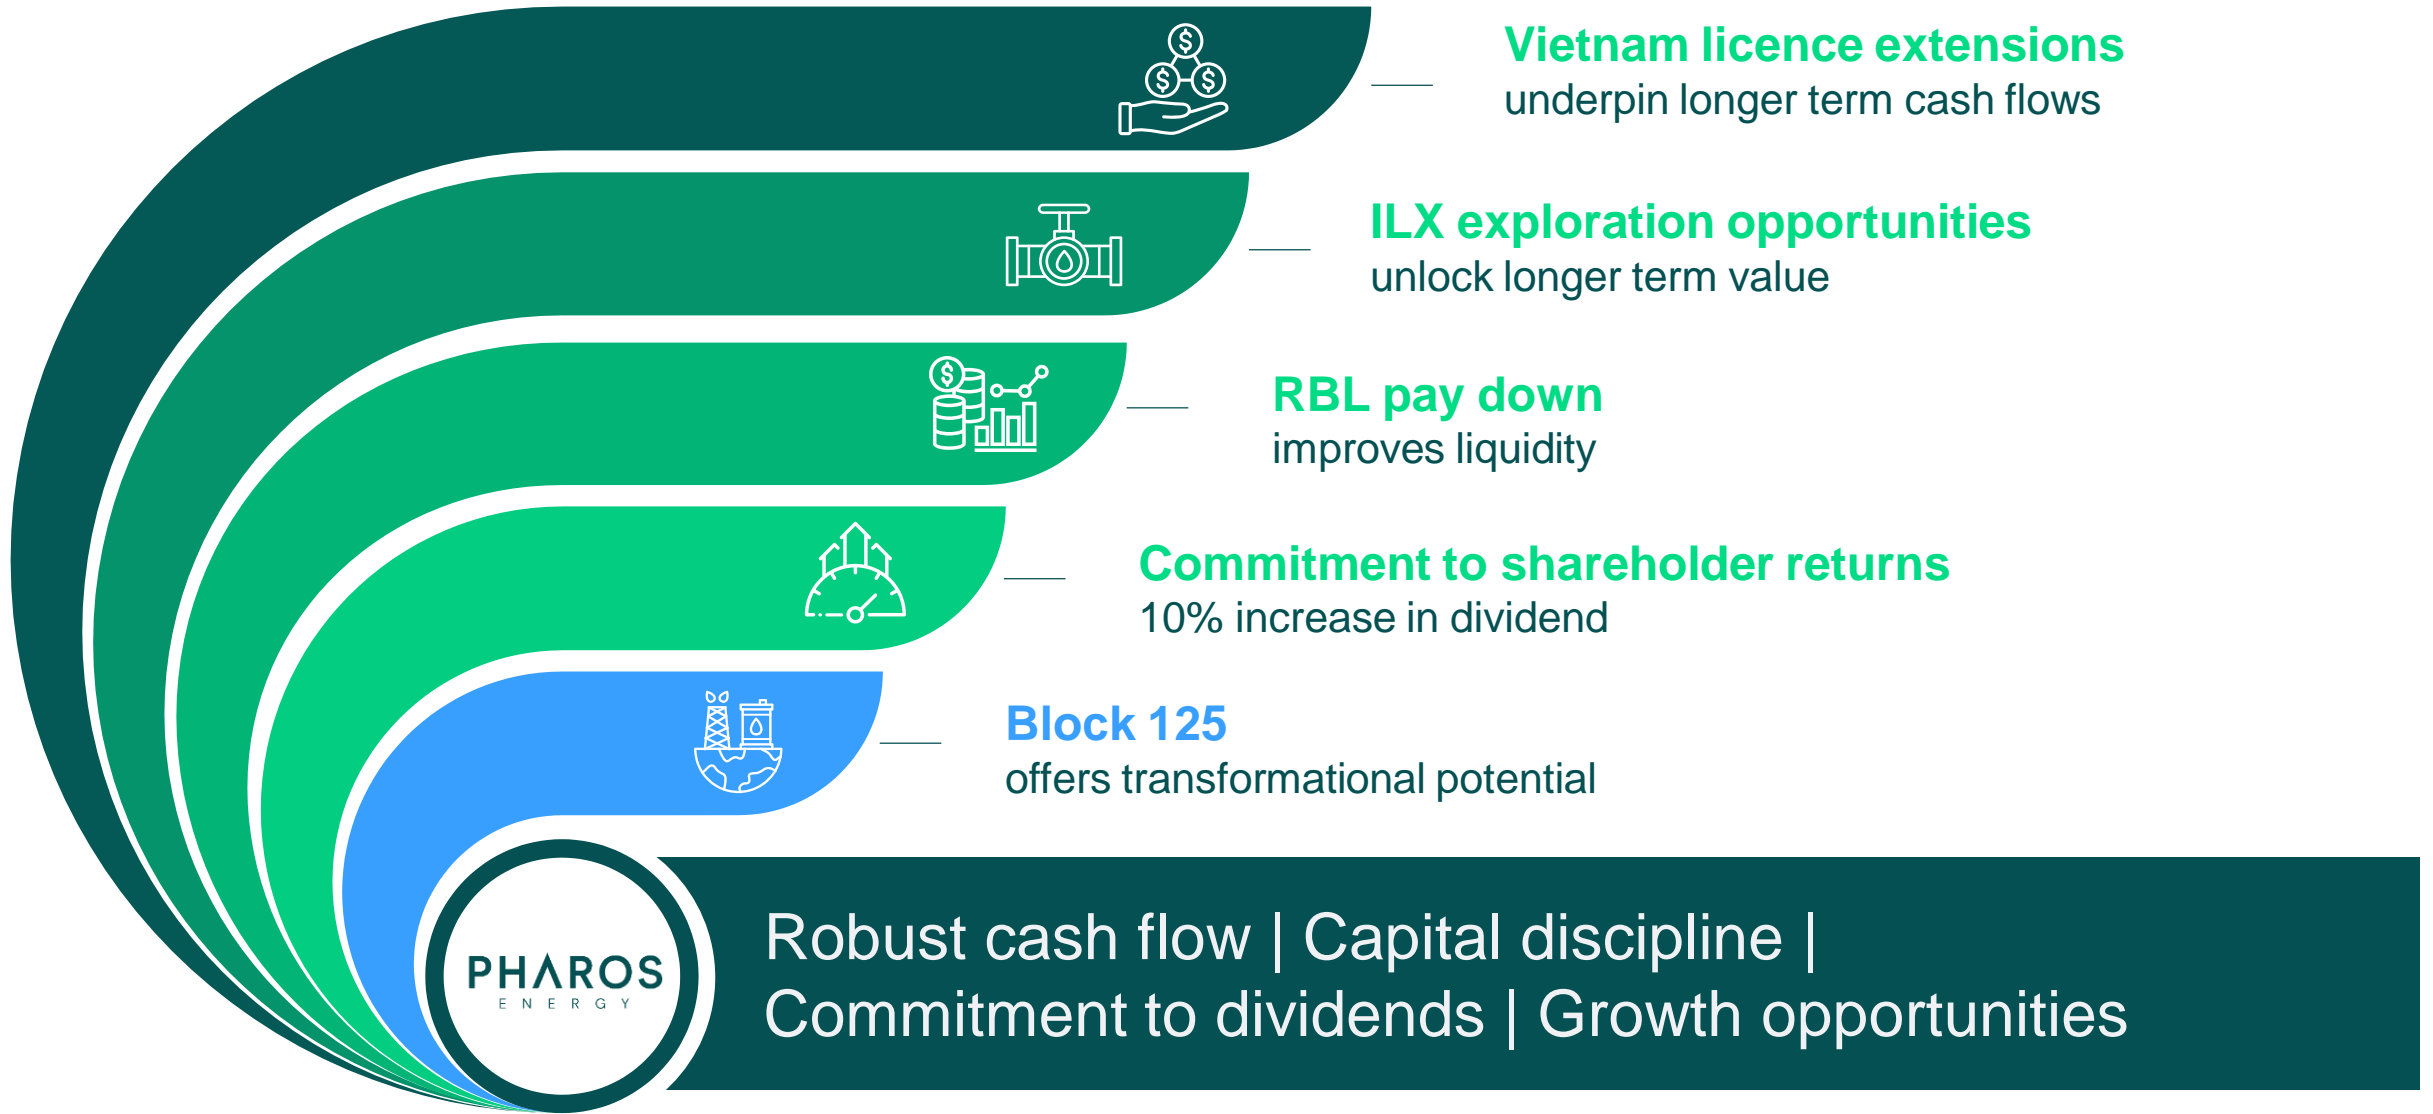 Vietnam licence extensions
underpin longer term cash flows
ILX exploration opportunities
unlock longer term value
RBL pay down
improves liquidity
Commitment to shareholder returns
10% increase in dividend
Block 125
offers transformational potential
PHAROS
ENERGY
Robust cash flow | Capital discipline |
Commitment to dividends | Growth opportunities